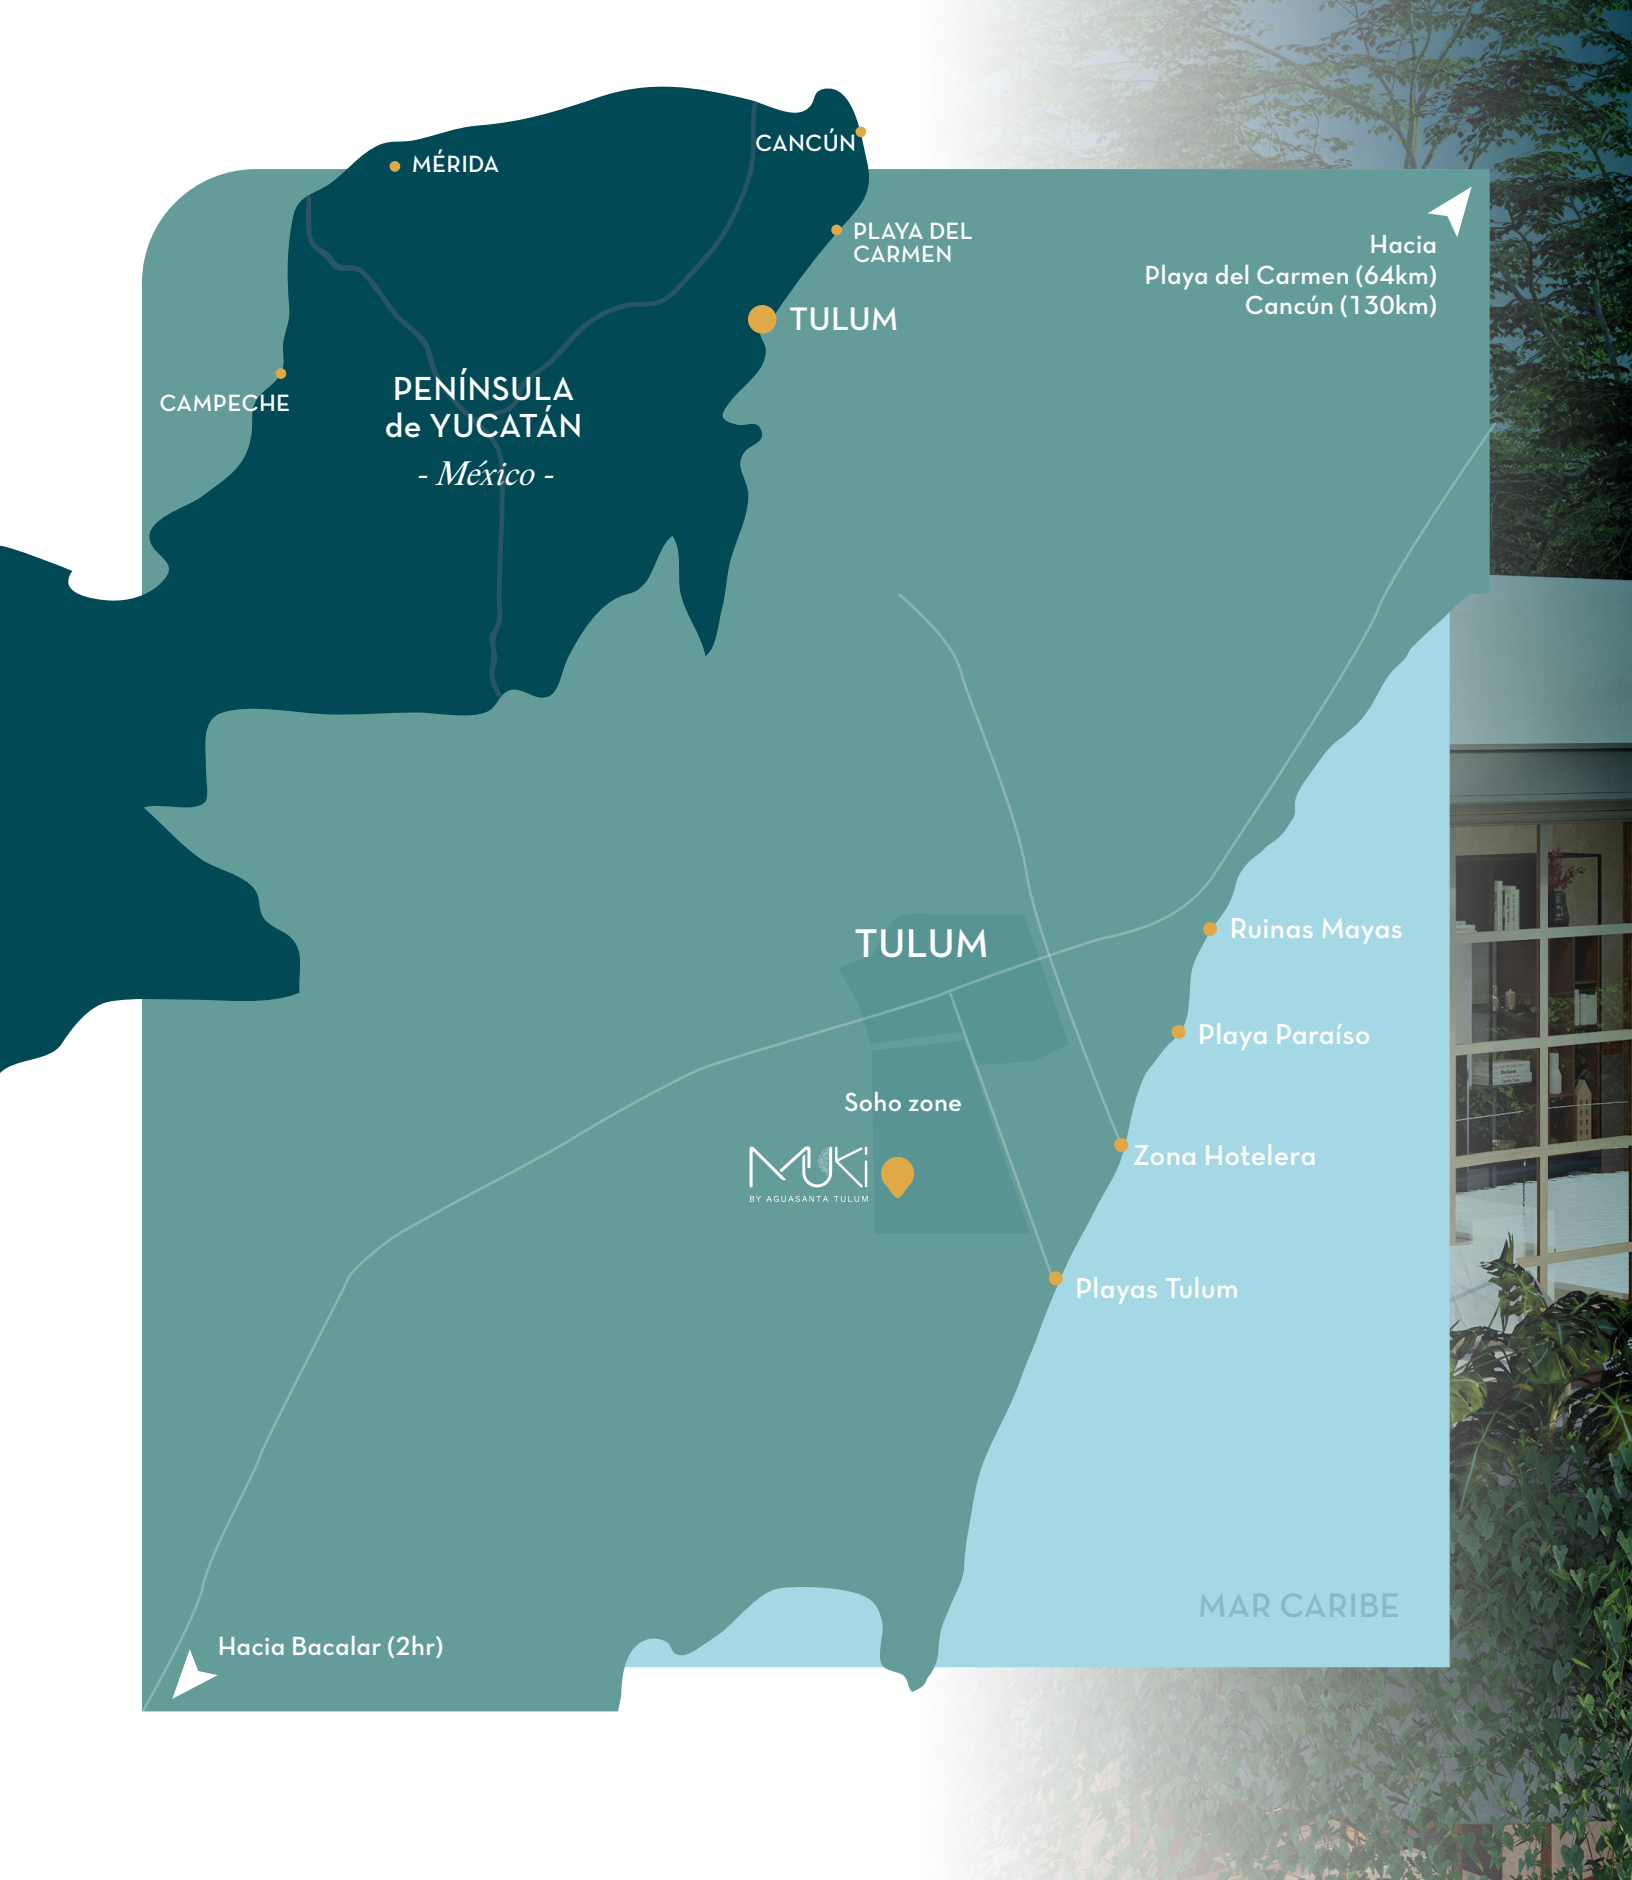 MÉRIDA
CANCÚN
PLAYA DEL
CARMEN
TULUM
CAMPECHE
PENÍNSULA
de YUCATÁN
- México -
Hacia
Playa del Carmen (64km)
Cancún (130km)
TULUM
Ruinas Mayas
Playa Paraíso
Soho zone
MUKi
BY AGUASANTA TULUM
Zona Hotelera
Playas Tulum
MAR CARIBE
Hacia Bacalar (2hr)